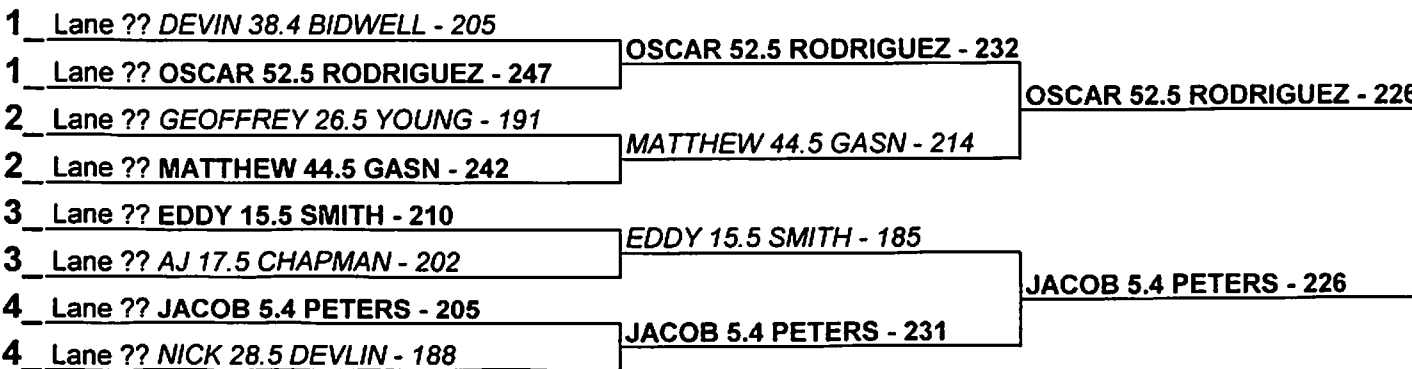 1_ Lane ?? DEVIN 38.4 BIDWELL - 205
1_ Lane ?? OSCAR 52.5 RODRIGUEZ - 247
2_ Lane ?? GEOFFREY 26.5 YOUNG - 191
2_ Lane ?? MATTHEW 44.5 GASN - 242
3_ Lane ?? EDDY 15.5 SMITH - 210
3_ Lane ?? AJ 17.5 CHAPMAN - 202
4_ Lane ?? JACOB 5.4 PETERS - 205
4_ Lane ?? NICK 28.5 DEVLIN - 188
OSCAR 52.5 RODRIGUEZ - 232
MATTHEW 44.5 GASN - 214
EDDY 15.5 SMITH - 185
JACOB 5.4 PETERS - 231
OSCAR 52.5 RODRIGUEZ - 226
JACOB 5.4 PETERS - 226